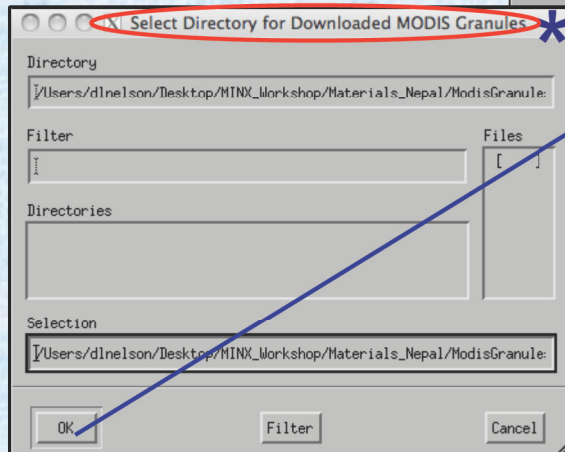 Select Directory for Downloaded MODIS Granules
*
Directory
/Users/dlnelson/Desktop/MINX_Workshop/Materials_Nepal/ModisGranule
Filter
Files
[ ]
Directories
Selection
/Users/dlnelson/Desktop/MINX_Workshop/Materials_Nepal/ModisGranule
OK
Filter
Cancel